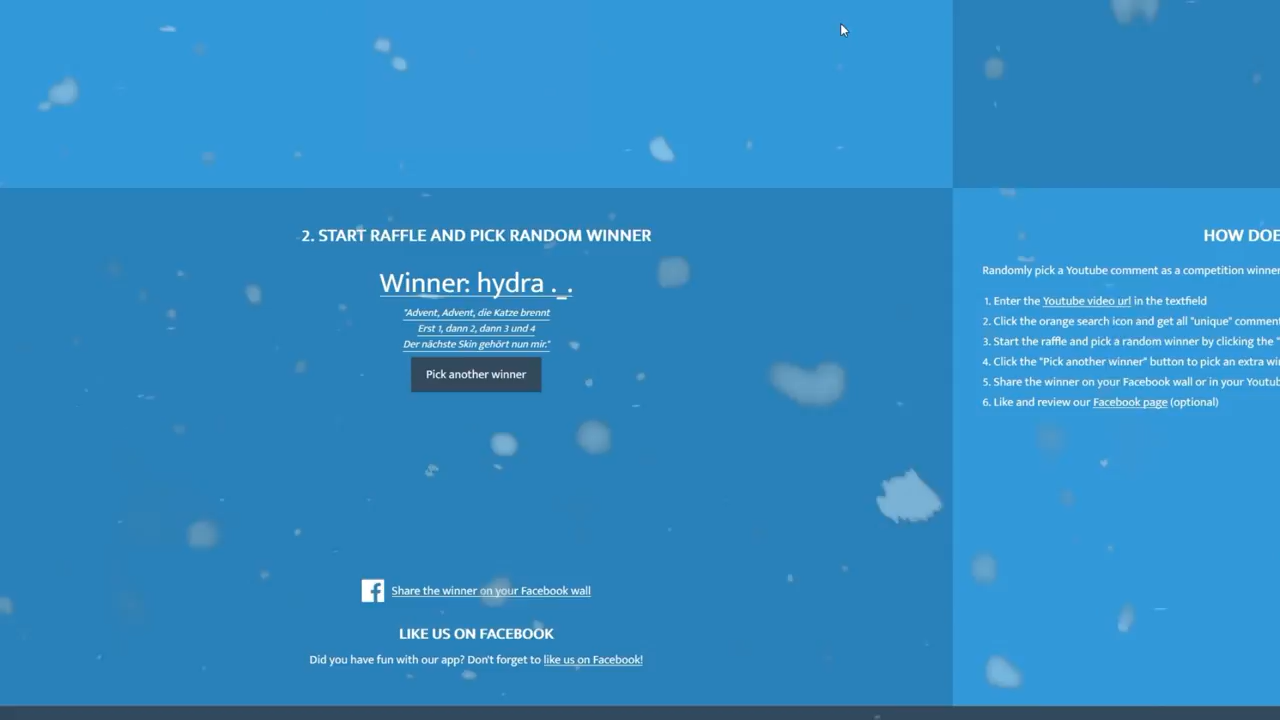 2. START RAFFLE AND PICK RANDOM WINNER
Winner: hydra ._.
"Advent, Advent, die Katze brennt
Erst 1, dann 2, dann 3 und 4
Der nächste Skin gehört nun mir."
Pick another winner
Share the winner on your Facebook wall
LIKE US ON FACEBOOK
Did you have fun with our app? Don't forget to like us on Facebook!
HOW DOE
Randomly pick a Youtube comment as a competition winner
1. Enter the Youtube video url in the textfield
2. Click the orange search icon and get all "unique" comment
3. Start the raffle and pick a random winner by clicking the "
4. Click the "Pick another winner" button to pick an extra wi
5. Share the winner on your Facebook wall or in your Youtub
6. Like and review our Facebook page (optional)